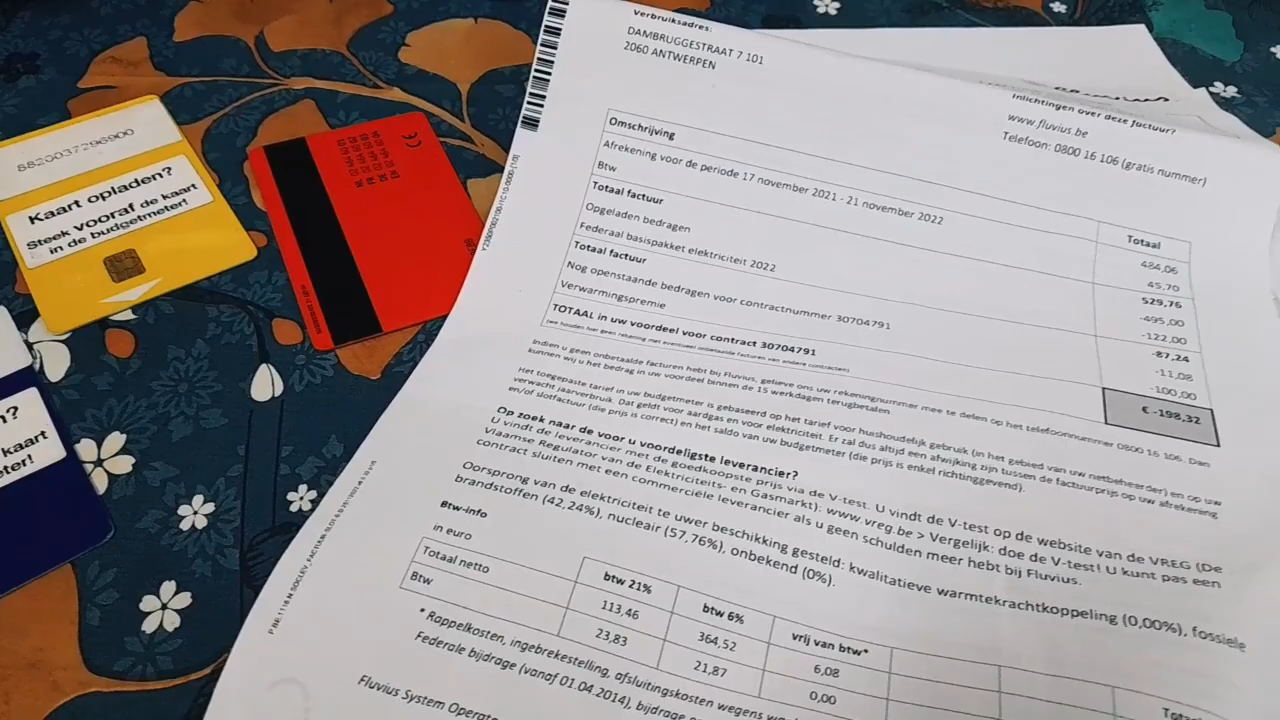 8820037296900
Kaart opladen?
Steek vooraf de kaart
in de budgetmeter!
n?
kaart
ter!
CE
Verbruiksadres:
DAMBRUGGESTRAAT 7 101
2060 ANTWERPEN
Inlichtingen over deze factuur?
www.fluvius.be
Telefoon: 0800 16 106 (gratis nummer)
Omschrijving Totaal
Afrekening voor de periode 17 november 2021 - 21 november 2022 484,06
Btw 45,70
Totaal factuur 529,76
Opgeladen bedragen -495,00
Federaal basispakket elektriciteit 2022 -122,00
Totaal factuur -87,24
Nog openstaande bedragen voor contractnummer 30704791 -11,08
Verwarmingspremie -100,00
TOTAAL in uw voordeel voor contract 30704791 € -198,32
(we houden hier geen rekening met eventueel onbetaalde facturen van andere contracten)
Indien u geen onbetaalde facturen hebt bij Fluvius, gelieve ons uw rekeningnummer mee te delen op het telefoonnummer 0800 16 106. Dan
kunnen wij u het bedrag in uw voordeel binnen de 15 werkdagen terugbetalen.
Het toegepaste tarief in uw budgetmeter is gebaseerd op het tarief voor huishoudelijk gebruik (in het gebied van uw netbeheerder) en op uw
verwacht jaarverbruik. Dat geldt voor aardgas en voor elektriciteit. Er zal dus altijd een afwijking zijn tussen de factuurprijs op uw afrekening
en/of slotfactuur (die prijs is correct) en het saldo van uw budgetmeter (die prijs is enkel richtinggevend).
Op zoek naar de voor u voordeligste leverancier?
U vindt de leverancier met de goedkoopste prijs via de V-test. U vindt de V-test op de website van de VREG (De
Vlaamse Regulator van de Elektriciteits- en Gasmarkt): www.vreg.be > Vergelijk: doe de V-test! U kunt pas een
contract sluiten met een commerciële leverancier als u geen schulden meer hebt bij Fluvius.
Oorsprong van de elektriciteit te uwer beschikking gesteld: kwalitatieve warmtekrachtkoppeling (0,00%), fossiele
brandstoffen (42,24%), nucleair (57,76%), onbekend (0%).
Btw-info
in euro btw 21% btw 6% vrij van btw*
Totaal netto 113,46 364,52 6,08
Btw 23,83 21,87 0,00
* Rappelkosten, ingebrekestelling, afsluitingskosten wegens
Federale bijdrage (vanaf 01.04.2014), bijdrage
Fluvius System